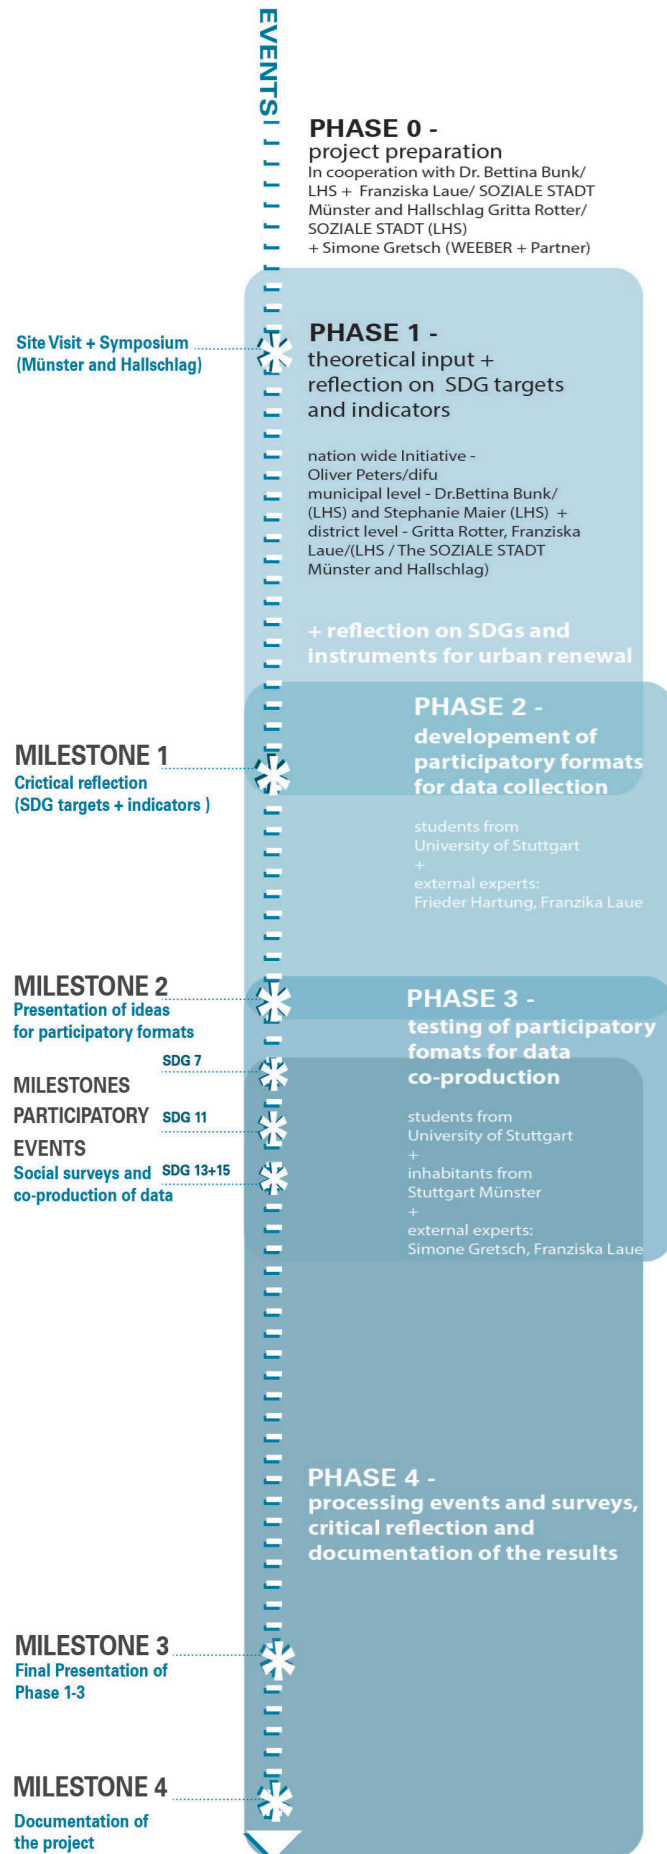 EVENTS
PHASE 0 -
project preparation
In cooperation with Dr. Bettina Bunk/
LHS + Franziska Laue/ SOZIALE STADT
Münster and Hallschlag Gritta Rotter/
SOZIALE STADT (LHS)
+ Simone Gretsch (WEEBER + Partner)
Site Visit + Symposium
(Münster and Hallschlag)
PHASE 1 -
theoretical input +
reflection on SDG targets
and indicators
nation wide Initiative -
Oliver Peters/difu
municipal level - Dr.Bettina Bunk/
(LHS) and Stephanie Maier (LHS) +
district level - Gritta Rotter, Franziska
Laue/(LHS / The SOZIALE STADT
Münster and Hallschlag)
+ reflection on SDGs and
instruments for urban renewal
MILESTONE 1
Crictical reflection
(SDG targets + indicators )
PHASE 2 -
developement of
participatory formats
for data collection
students from
University of Stuttgart
+
external experts:
Frieder Hartung, Franzika Laue
MILESTONE 2
Presentation of ideas
for participatory formats
PHASE 3 -
testing of participatory
fomats for data
co-production
students from
University of Stuttgart
+
inhabitants from
Stuttgart Münster
+
external experts:
Simone Gretsch, Franziska Laue
SDG 7
MILESTONES
PARTICIPATORY
SDG 11
EVENTS
Social surveys and
SDG 13+15
co-production of data
PHASE 4 -
processing events and surveys,
critical reflection and
documentation of the results
MILESTONE 3
Final Presentation of
Phase 1-3
MILESTONE 4
Documentation of
the project